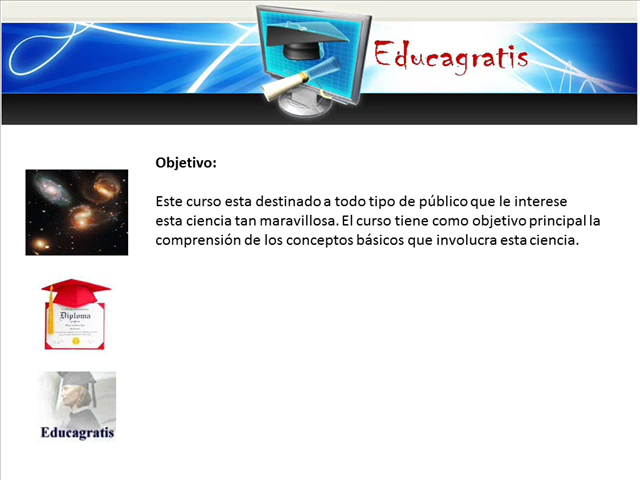 Educagratis
Objetivo:
Este curso esta destinado a todo tipo de público que le interese
esta ciencia tan maravillosa. El curso tiene como objetivo principal la
comprensión de los conceptos básicos que involucra esta ciencia.
Diploma
Educagratis